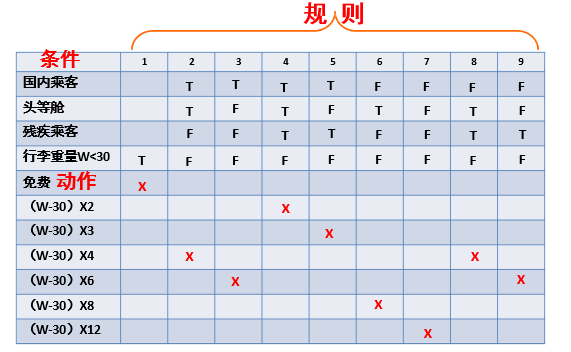 规 则
条件 1 2 3 4 5 6 7 8 9
国内乘客 T T T T F F F F
头等舱 T F T F T F T F
残疾乘客 F F T T F F T T
行李重量W<30 T F F F F F F F F
免费 动作 X
（W-30）X2 X
（W-30）X3 X
（W-30）X4 X X
（W-30）X6 X X
（W-30）X8 X
（W-30）X12 X